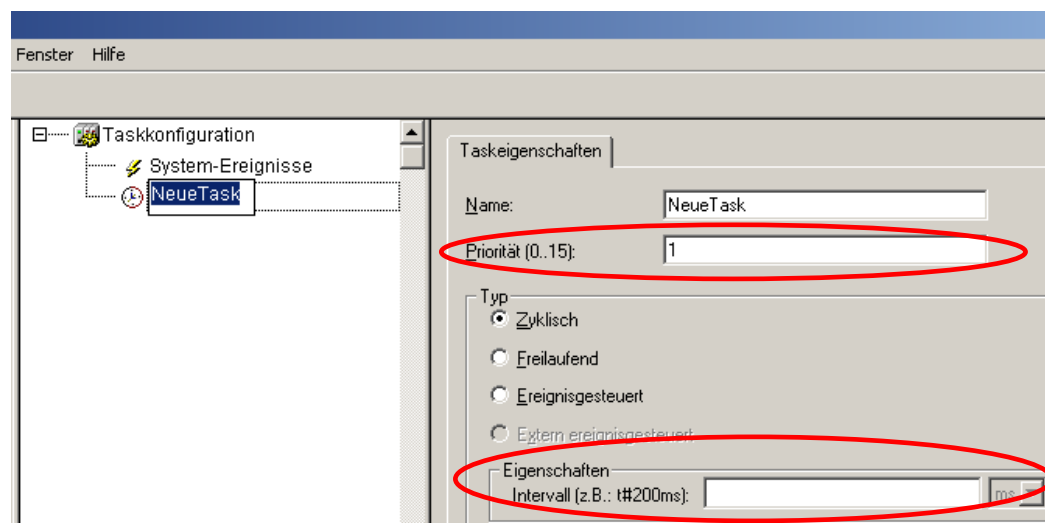 Fenster Hilfe
Taskkonfiguration
System-Ereignisse
NeueTask
Taskeigenschaften
Name: NeueTask
Priorität (0..15): 1
Typ
Zyklisch
Freilaufend
Ereignisgesteuert
Extern ereignisgesteuert
Eigenschaften
Intervall (z.B.: t#200ms): ms